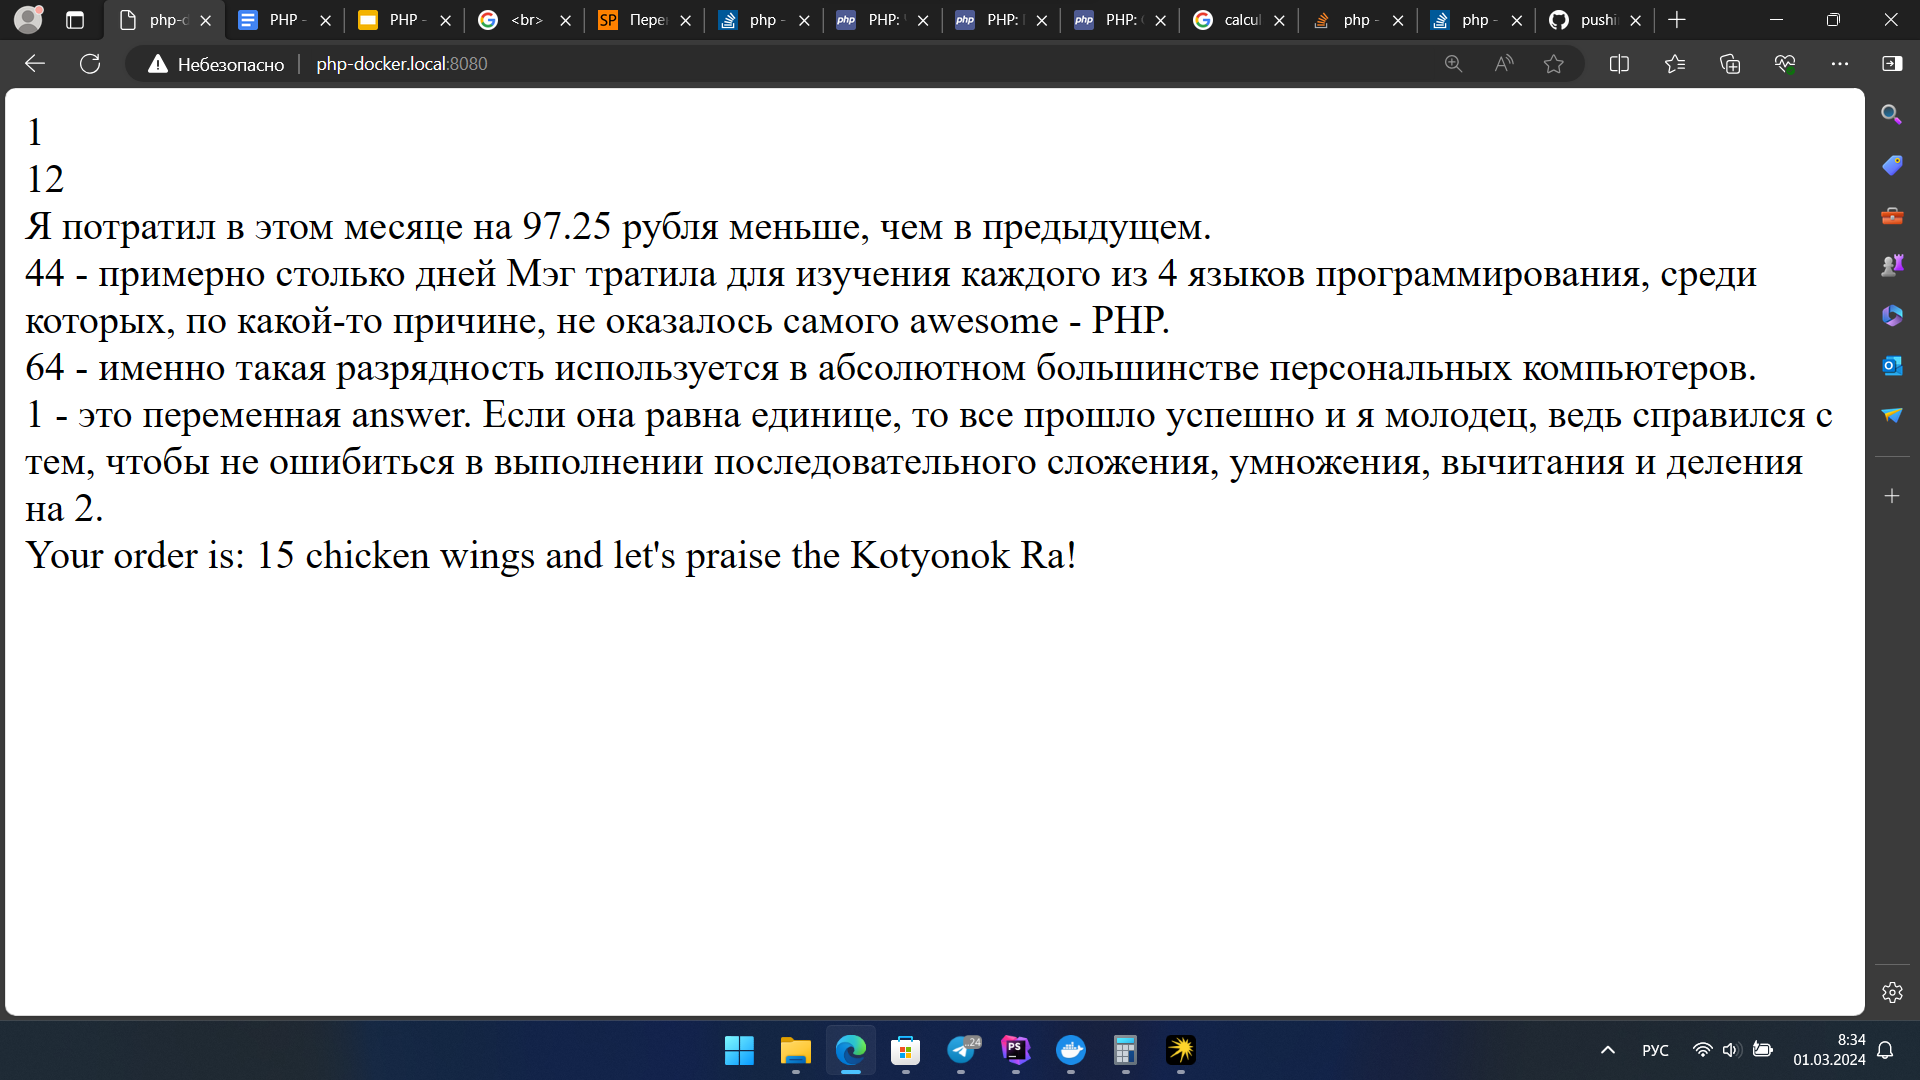 php-d
PHP -
PHP -
<br>
Пере
php -
PHP:
PHP:
PHP:
calcul
php -
php -
pushi
Небезопасно
php-docker.local:8080
1
12
Я потратил в этом месяце на 97.25 рубля меньше, чем в предыдущем.
44 - примерно столько дней Мэг тратила для изучения каждого из 4 языков программирования, среди
которых, по какой-то причине, не оказалось самого awesome - PHP.
64 - именно такая разрядность используется в абсолютном большинстве персональных компьютеров.
1 - это переменная answer. Если она равна единице, то все прошло успешно и я молодец, ведь справился с
тем, чтобы не ошибиться в выполнении последовательного сложения, умножения, вычитания и деления
на 2.
Your order is: 15 chicken wings and let's praise the Kotyonok Ra!
РУС
8:34
01.03.2024